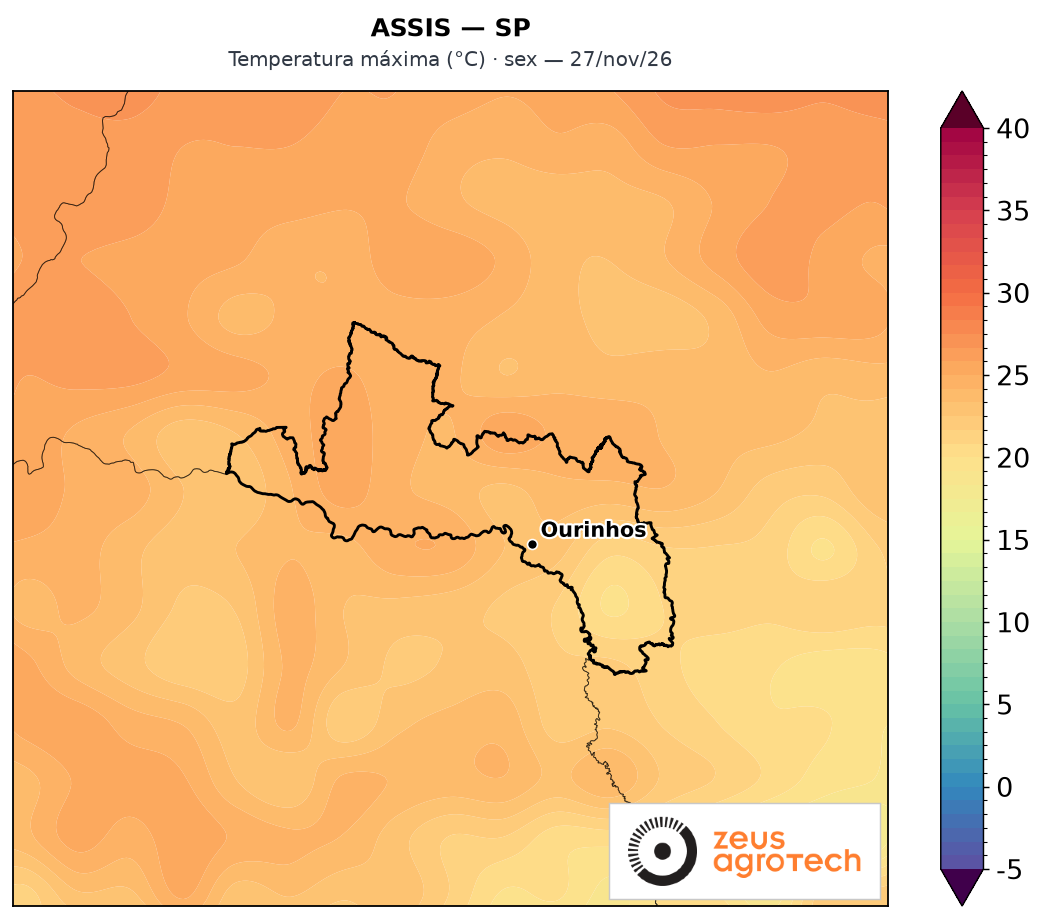 ASSIS — SP
Temperatura máxima (°C) · sex — 27/nov/26
40
35
30
25
20
15
10
5
0
-5
Ourinhos
zeus
agrotech